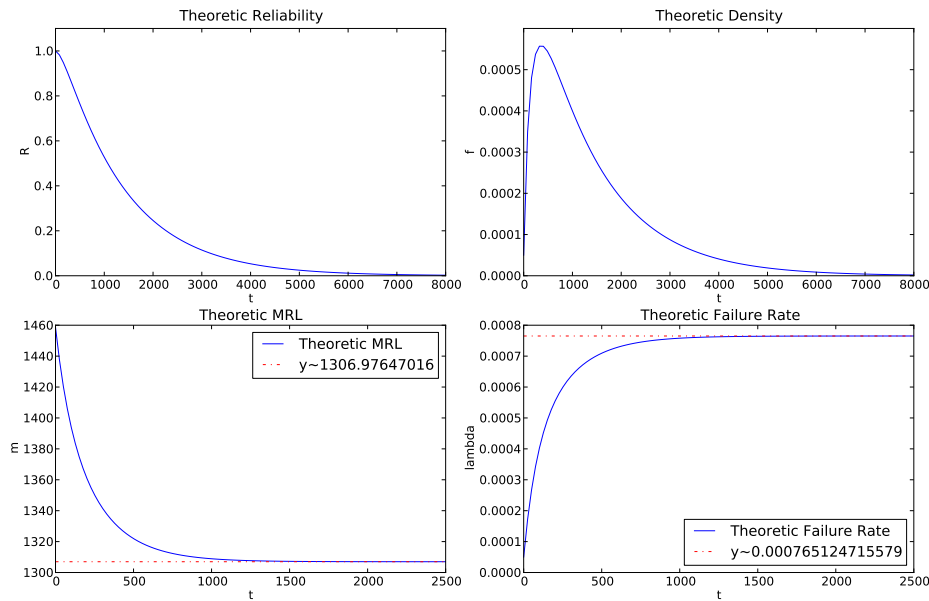 Theoretic Reliability
1.0
0.8
0.6
0.4
0.2
0.0
R
0 1000 2000 3000 4000 5000 6000 7000 8000
t
Theoretic Density
0.0005
0.0004
0.0003
0.0002
0.0001
0.0000
f
0 1000 2000 3000 4000 5000 6000 7000 8000
t
Theoretic MRL
1460
1440
1420
1400
1380
1360
1340
1320
1300
m
Theoretic MRL
y~1306.97647016
0 500 1000 1500 2000 2500
t
Theoretic Failure Rate
0.0008
0.0007
0.0006
0.0005
0.0004
0.0003
0.0002
0.0001
0.0000
lambda
Theoretic Failure Rate
y~0.000765124715579
0 500 1000 1500 2000 2500
t